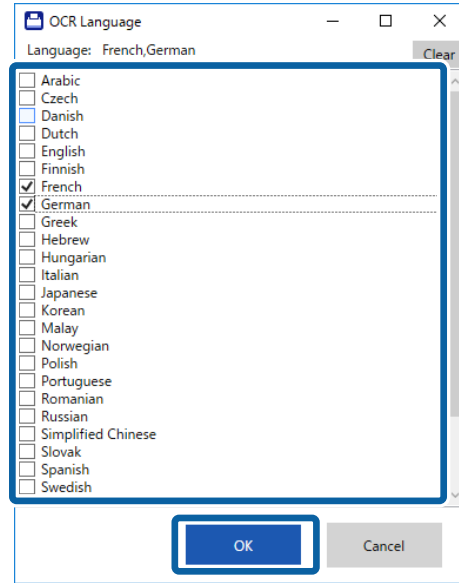 OCR Language
Language: French,German
Clear
Arabic
Czech
Danish
Dutch
English
Finnish
French
German
Greek
Hebrew
Hungarian
Italian
Japanese
Korean
Malay
Norwegian
Polish
Portuguese
Romanian
Russian
Simplified Chinese
Slovak
Spanish
Swedish
OK
Cancel